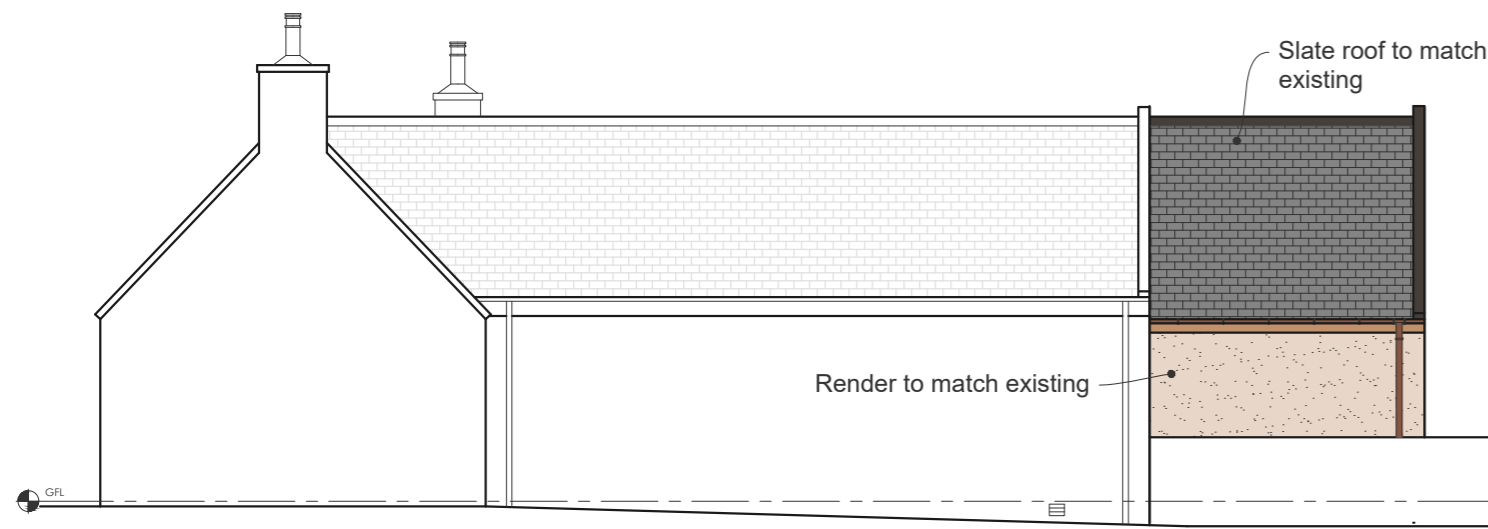 Slate roof to match
existing
Render to match existing
GFL